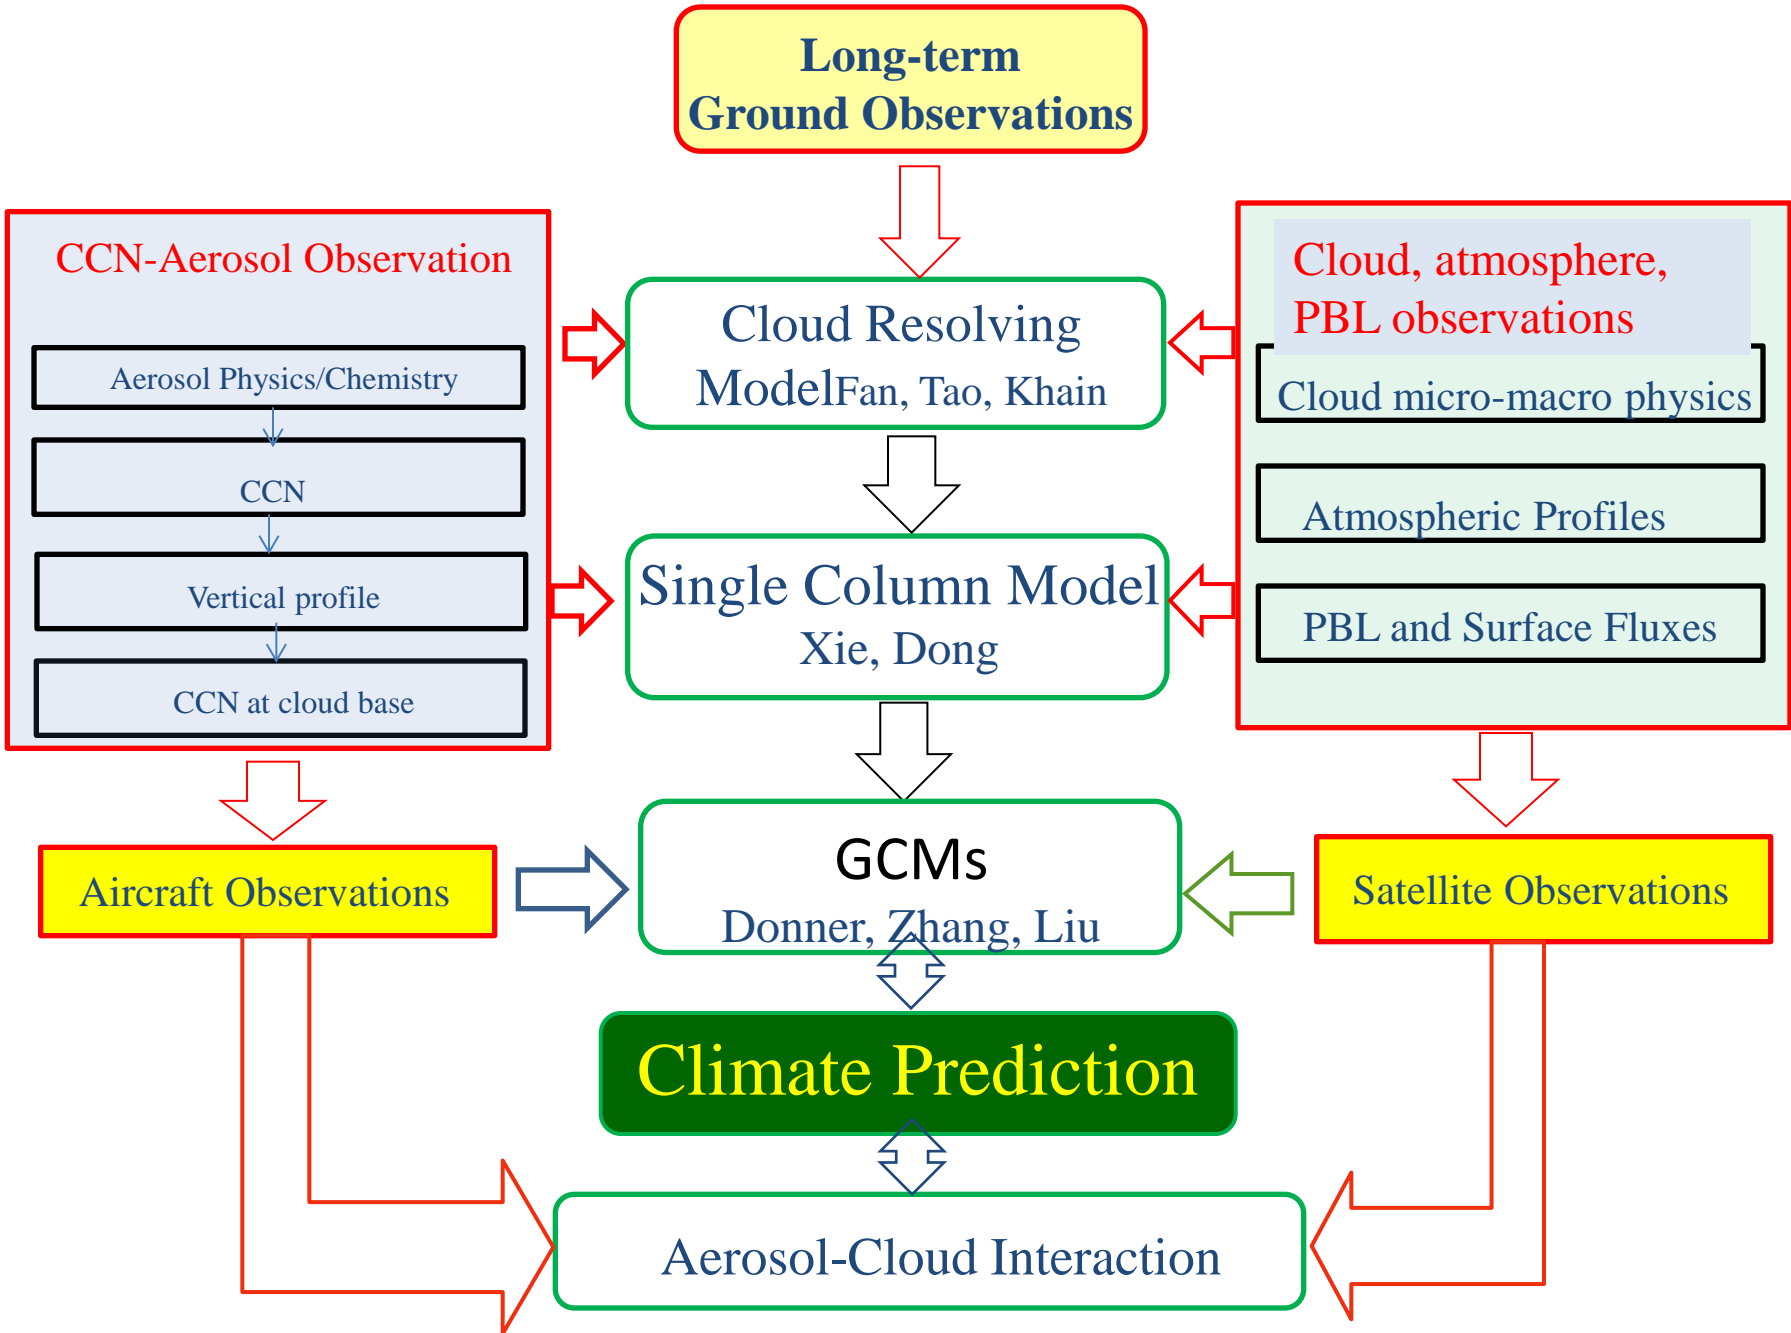 Long-term
Ground Observations
CCN-Aerosol Observation
Aerosol Physics/Chemistry
CCN
Vertical profile
CCN at cloud base
Cloud Resolving
ModelFan, Tao, Khain
Single Column Model
Xie, Dong
Cloud, atmosphere,
PBL observations
Cloud micro-macro physics
Atmospheric Profiles
PBL and Surface Fluxes
Aircraft Observations
GCMs
Donner, Zhang, Liu
Satellite Observations
Climate Prediction
Aerosol-Cloud Interaction